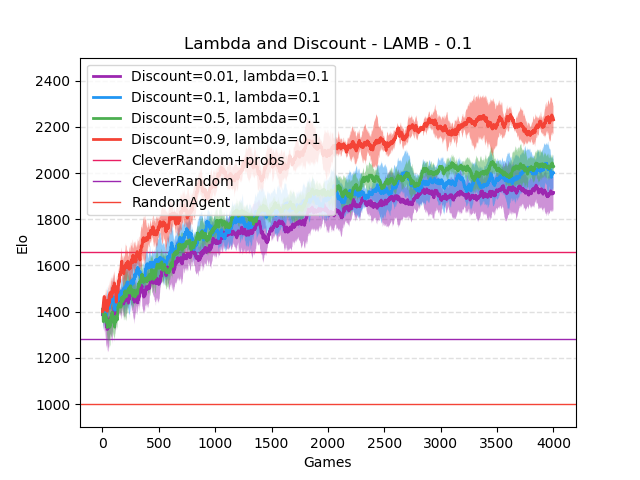 Lambda and Discount - LAMB - 0.1
Discount=0.01, lambda=0.1
Discount=0.1, lambda=0.1
Discount=0.5, lambda=0.1
Discount=0.9, lambda=0.1
CleverRandom+probs
CleverRandom
RandomAgent
2400
2200
2000
1800
1600
1400
1200
1000
Elo
0 500 1000 1500 2000 2500 3000 3500 4000
Games